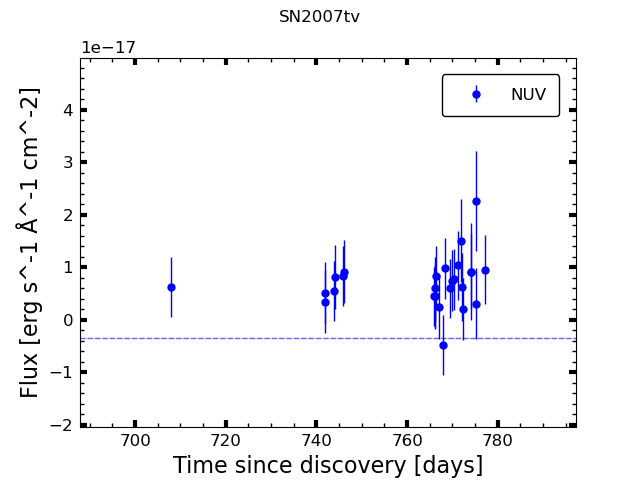 SN2007tv
1e−17
NUV
4
3
2
1
0
−1
−2
Flux [erg s^-1 Å^-1 cm^-2]
700 720 740 760 780
Time since discovery [days]